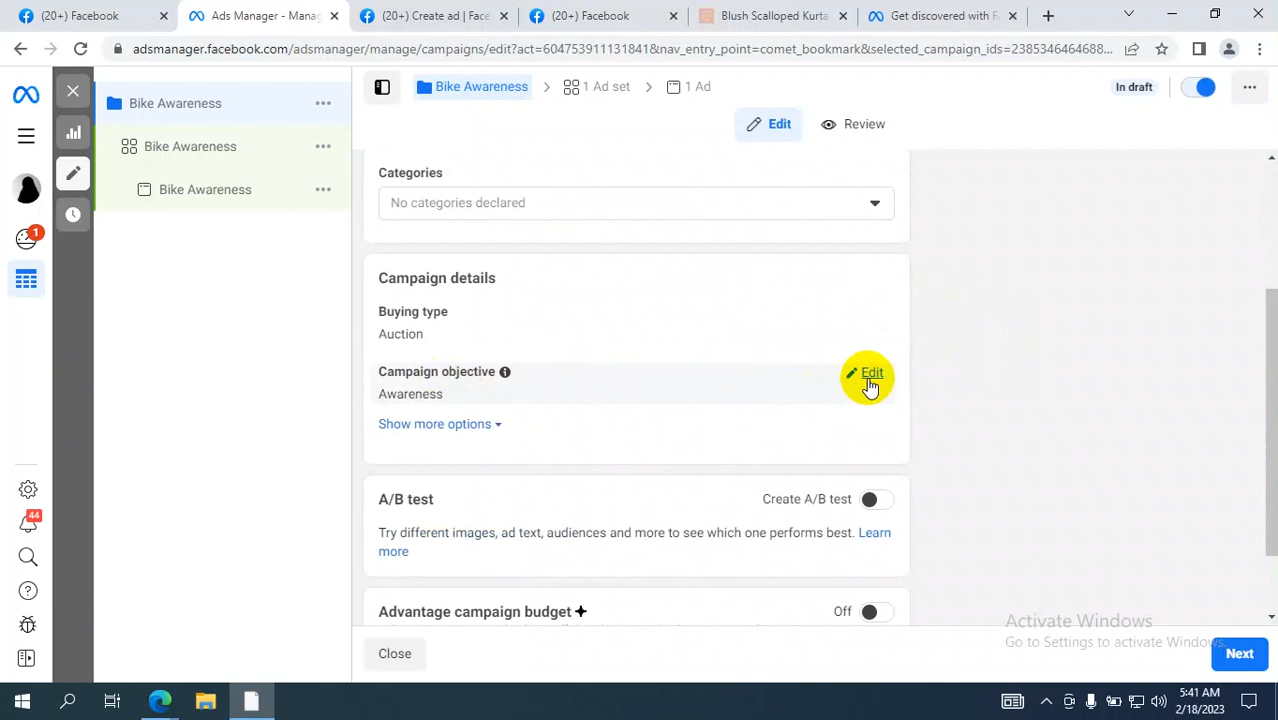 (20+) Facebook
Ads Manager - Manag
(20+) Create ad | Face
(20+) Facebook
Blush Scalloped Kurta
Get discovered with FA
adsmanager.facebook.com/adsmanager/manage/campaigns/edit?act=604753911131841&nav_entry_point=comet_bookmark&selected_campaign_ids=2385346464688...
Bike Awareness
Bike Awareness
Bike Awareness
1
44
Bike Awareness
1 Ad set
1 Ad
In draft
Edit
Review
Categories
No categories declared
Campaign details
Buying type
Auction
Campaign objective
Edit
Awareness
Show more options
A/B test
Create A/B test
Try different images, ad text, audiences and more to see which one performs best. Learn
more
Advantage campaign budget
Off
Activate Windows
Go to Settings to activate Windows.
Close
Next
5:41 AM
2/18/2023